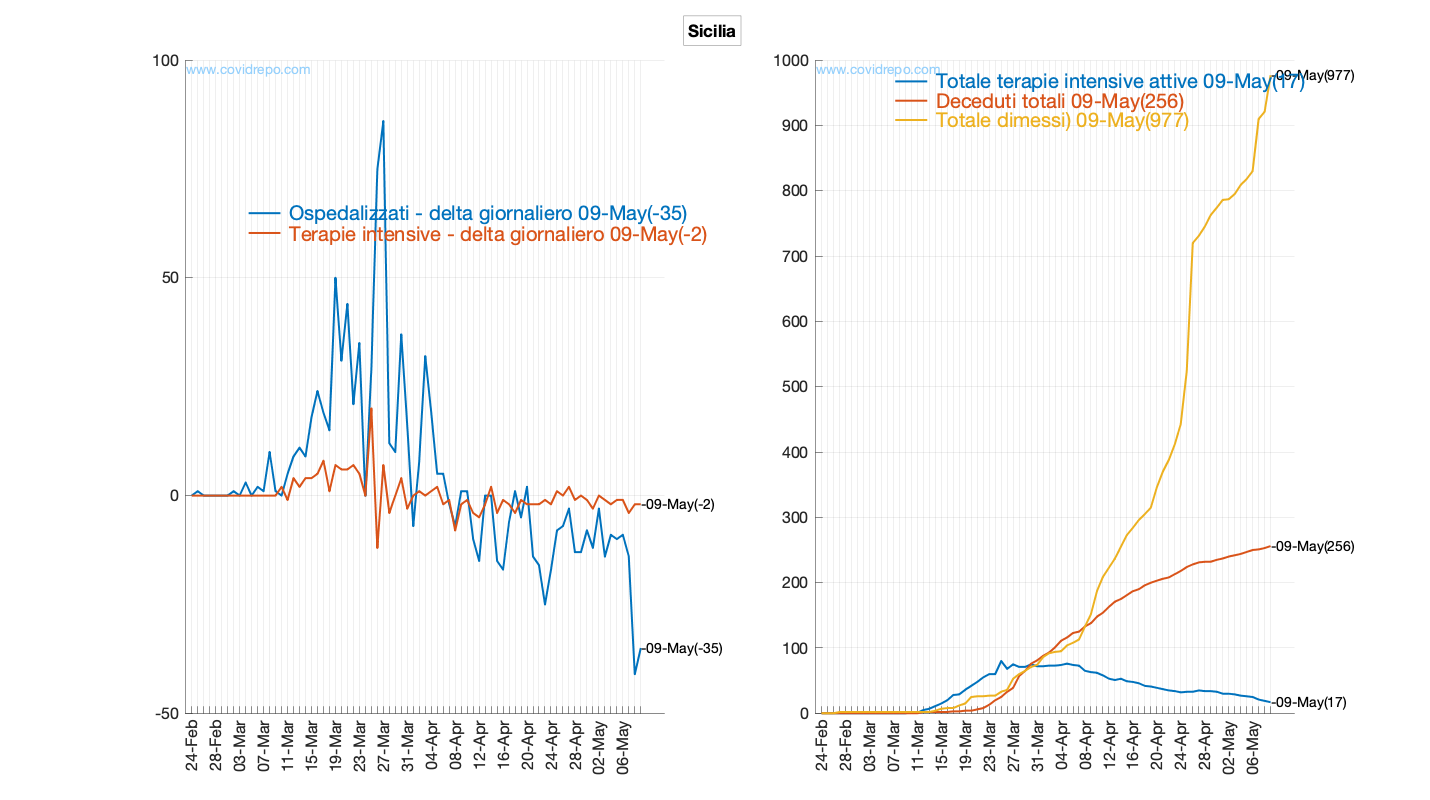 Sicilia
www.covidrepo.com
Ospedalizzati - delta giornaliero 09-May(-35)
Terapie intensive - delta giornaliero 09-May(-2)
100
50
0
-50
-09-May(-2)
-09-May(-35)
24-Feb
28-Feb
03-Mar
07-Mar
11-Mar
15-Mar
19-Mar
23-Mar
27-Mar
31-Mar
04-Apr
08-Apr
12-Apr
16-Apr
20-Apr
24-Apr
28-Apr
02-May
06-May
www.covidrepo.com
Totale terapie intensive attive 09-May(17)
Deceduti totali 09-May(256)
Totale dimessi) 09-May(977)
1000
900
800
700
600
500
400
300
200
100
0
-09-May(977)
-09-May(256)
-09-May(17)
24-Feb
28-Feb
03-Mar
07-Mar
11-Mar
15-Mar
19-Mar
23-Mar
27-Mar
31-Mar
04-Apr
08-Apr
12-Apr
16-Apr
20-Apr
24-Apr
28-Apr
02-May
06-May